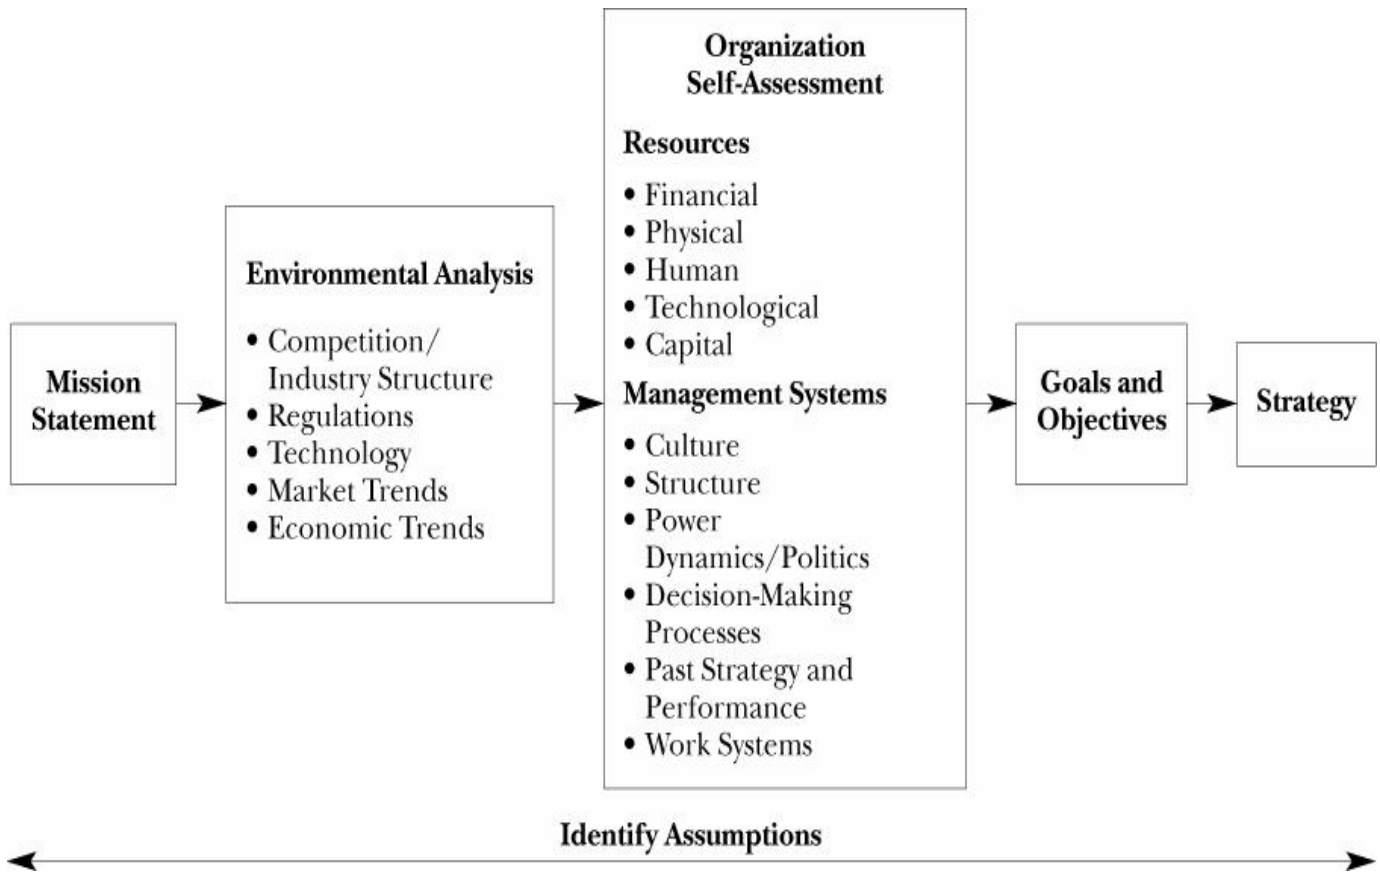 Mission
Statement
Environmental Analysis
• Competition/
Industry Structure
• Regulations
• Technology
• Market Trends
• Economic Trends
Organization
Self-Assessment
Resources
• Financial
• Physical
• Human
• Technological
• Capital
Management Systems
• Culture
• Structure
• Power
Dynamics/Politics
• Decision-Making
Processes
• Past Strategy and
Performance
• Work Systems
Goals and
Objectives
Strategy
Identify Assumptions